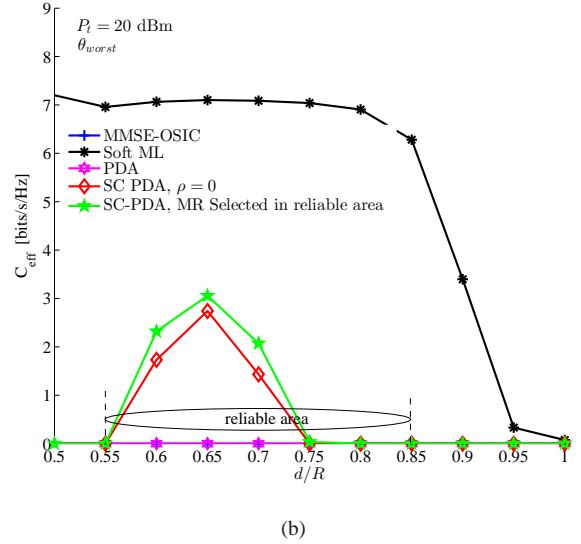 P_t = 20 dBm
θ_worst
9
8
7
6
5
4
3
2
1
0
C_eff [bits/s/Hz]
MMSE-OSIC
Soft ML
PDA
SC PDA, ρ = 0
SC-PDA, MR Selected in reliable area
reliable area
0.5 0.55 0.6 0.65 0.7 0.75 0.8 0.85 0.9 0.95 1
d/R
(b)